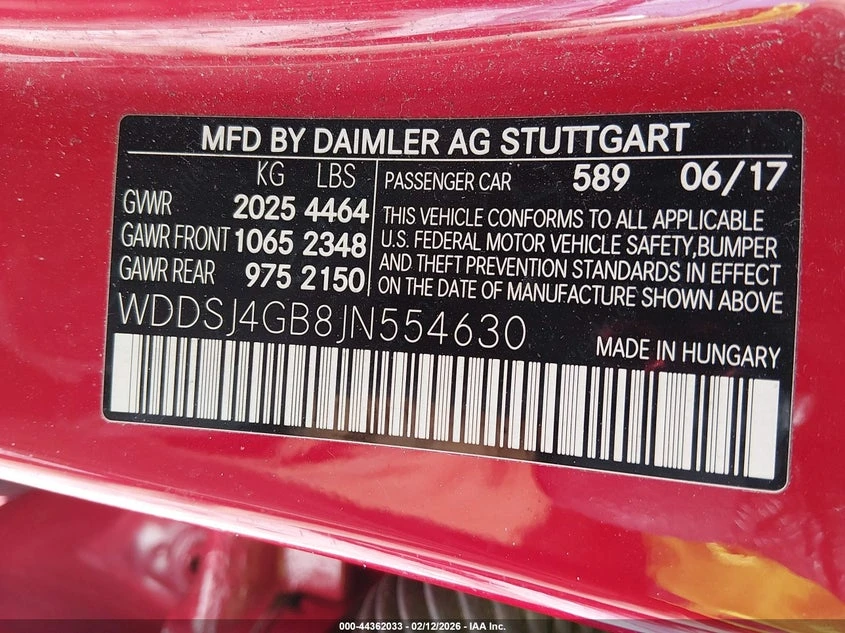 MFD BY DAIMLER AG STUTTGART
KG LBS
GVWR 2025 4464
GAWR FRONT 1065 2348
GAWR REAR 975 2150
PASSENGER CAR 589 06/17
THIS VEHICLE CONFORMS TO ALL APPLICABLE
U.S. FEDERAL MOTOR VEHICLE SAFETY,BUMPER
AND THEFT PREVENTION STANDARDS IN EFFECT
ON THE DATE OF MANUFACTURE SHOWN ABOVE
WDDSJ4GB8JN554630
MADE IN HUNGARY
000-44362033 - 02/12/2026 - IAA Inc.